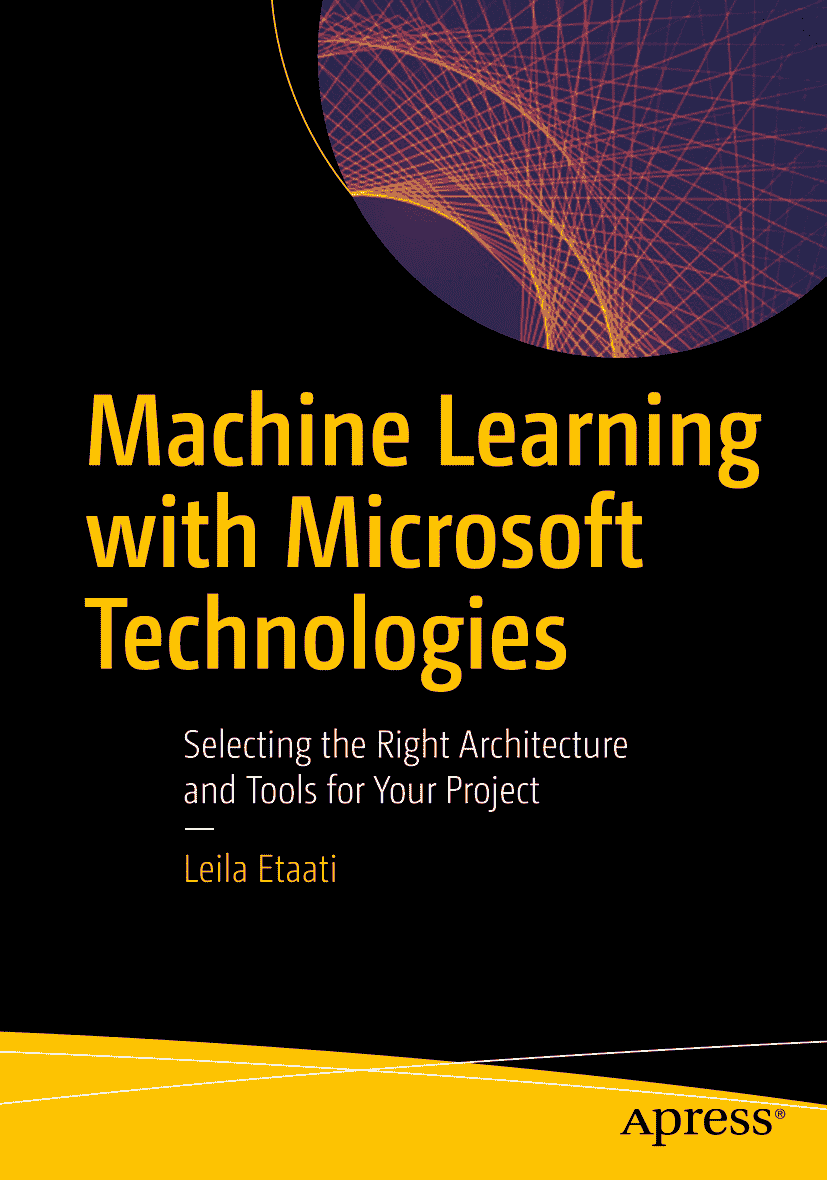 Machine Learning
with Microsoft
Technologies
Selecting the Right Architecture
and Tools for Your Project
—
Leila Etaati
Apress®